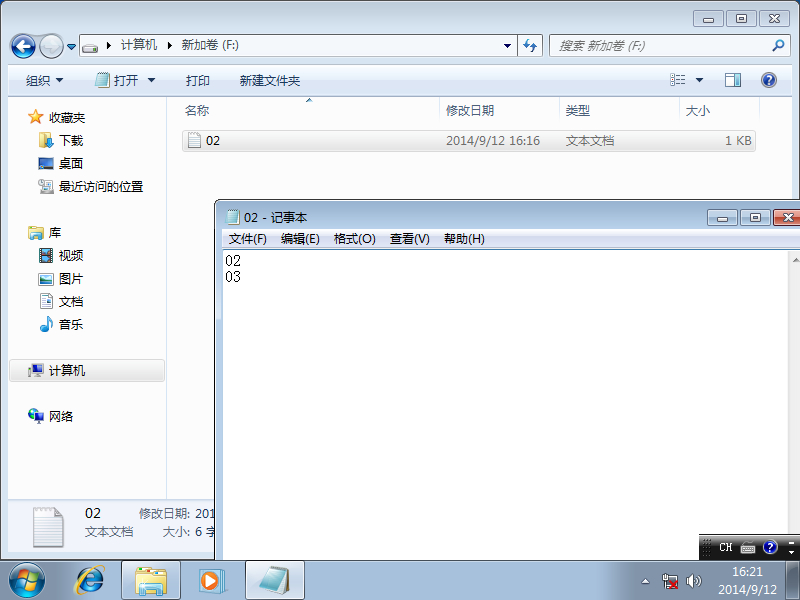 计算机 新加卷 (F:)
搜索 新加卷 (F:)
组织 打开 打印 新建文件夹
名称 修改日期 类型 大小
收藏夹
02 2014/9/12 16:16 文本文档 1 KB
下载
桌面
最近访问的位置
库
视频
图片
文档
音乐
计算机
网络
02 - 记事本
文件(F) 编辑(E) 格式(O) 查看(V) 帮助(H)
02
03
02 修改日期: 201
文本文档 大小: 6 字
CH
16:21
2014/9/12